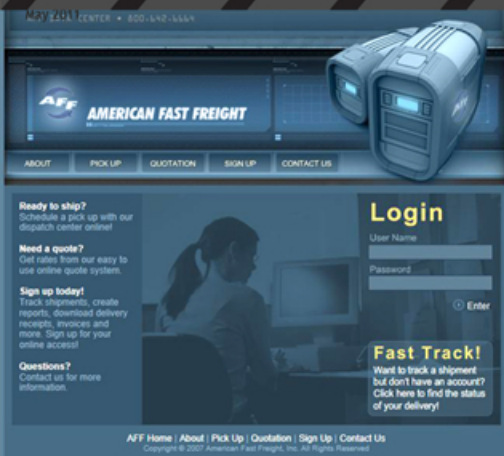 May 2011
CENTER • 800.642.6664
AFF AMERICAN FAST FREIGHT
ABOUT PICK UP QUOTATION SIGN UP CONTACT US
Ready to ship?
Schedule a pick up with our
dispatch center online!
Need a quote?
Get rates from our easy to
use online quote system.
Sign up today!
Track shipments, create
reports, download delivery
receipts, invoices and
more. Sign up for your
online access!
Questions?
Contact us for more
information.
Login
User Name
Password
Enter
Fast Track!
Want to track a shipment
but don't have an account?
Click here to find the status
of your delivery!
AFF Home | About | Pick Up | Quotation | Sign Up | Contact Us
Copyright © 2007 American Fast Freight, Inc. All Rights Reserved